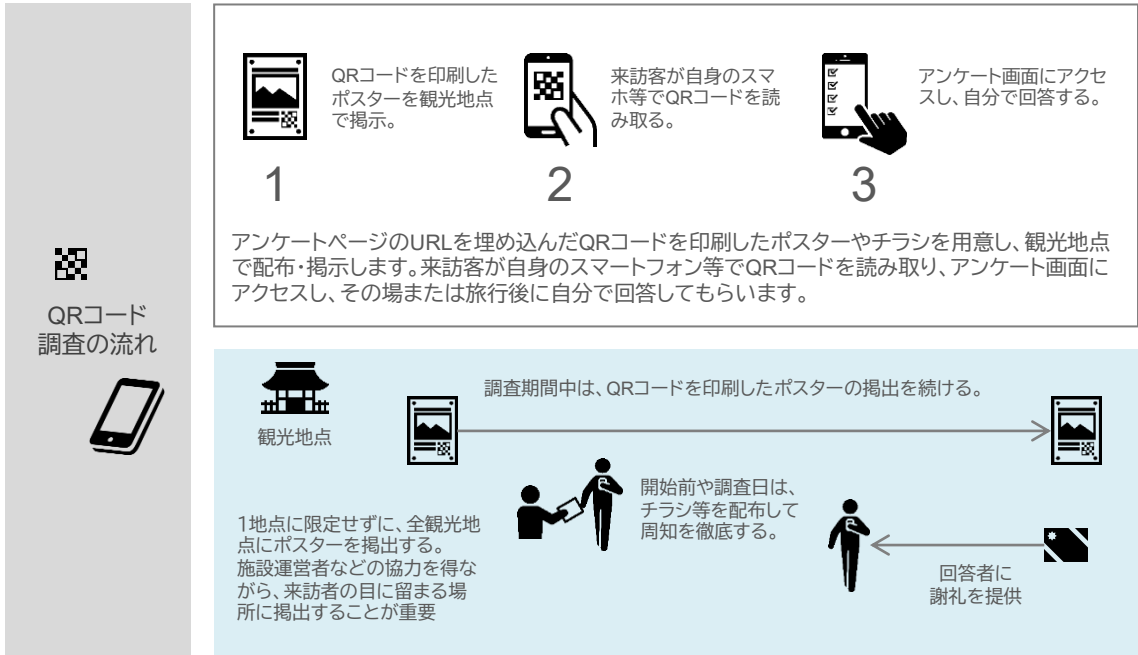 QRコード
調査の流れ
QRコードを印刷した
ポスターを観光地点
で掲示。
1
来訪客が自身のスマ
ホ等でQRコードを読
み取る。
2
アンケート画面にアクセ
スし、自分で回答する。
3
アンケートページのURLを埋め込んだQRコードを印刷したポスターやチラシを用意し、観光地点
で配布・掲示します。来訪客が自身のスマートフォン等でQRコードを読み取り、アンケート画面に
アクセスし、その場または旅行後に自分で回答してもらいます。
観光地点
調査期間中は、QRコードを印刷したポスターの掲出を続ける。
開始前や調査日は、
チラシ等を配布して
周知を徹底する。
1地点に限定せずに、全観光地
点にポスターを掲出する。
施設運営者などの協力を得な
がら、来訪者の目に留まる場
所に掲出することが重要
回答者に
謝礼を提供